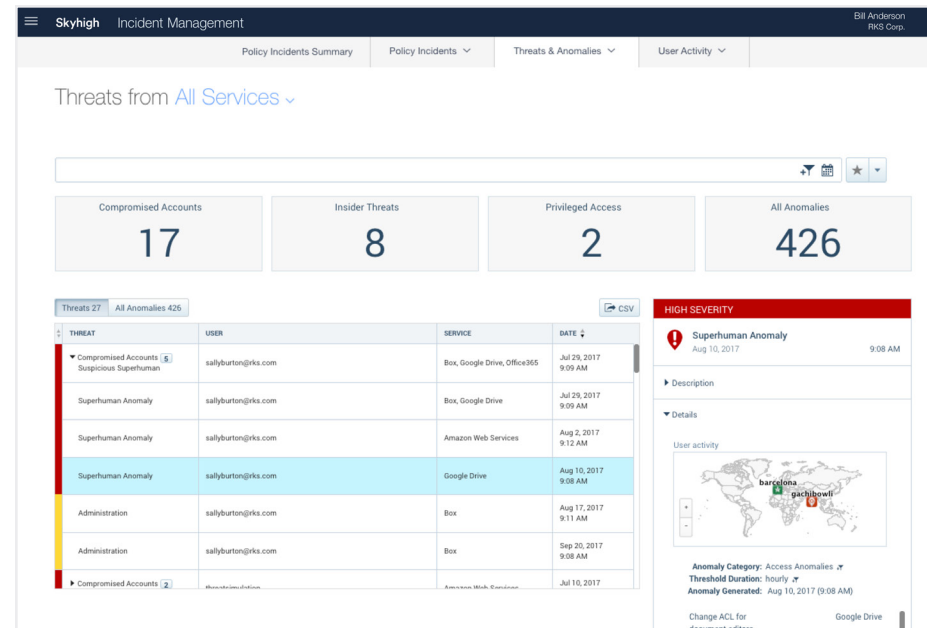 Skyhigh Incident Management
Bill Anderson
RKS Corp.
Policy Incidents Summary
Policy Incidents
Threats & Anomalies
User Activity
Threats from All Services
Compromised Accounts
17
Insider Threats
8
Privileged Access
2
All Anomalies
426
Threats 27
All Anomalies 426
CSV
THREAT USER SERVICE DATE
Compromised Accounts 5
Suspicious Superhuman
sallyburton@rks.com
Box, Google Drive, Office365
Jul 29, 2017
9:09 AM
Superhuman Anomaly
sallyburton@rks.com
Box, Google Drive
Jul 29, 2017
9:09 AM
Superhuman Anomaly
sallyburton@rks.com
Amazon Web Services
Aug 2, 2017
9:12 AM
Superhuman Anomaly
sallyburton@rks.com
Google Drive
Aug 10, 2017
9:08 AM
Administration
sallyburton@rks.com
Box
Aug 17, 2017
9:11 AM
Administration
sallyburton@rks.com
Box
Sep 20, 2017
9:08 AM
Compromised Accounts 2
threatsimulation
Amazon Web Services
Jul 10, 2017
HIGH SEVERITY
Superhuman Anomaly
Aug 10, 2017
9:08 AM
Description
Details
User activity
barcelona
gachibowli
+
-
Anomaly Category: Access Anomalies
Threshold Duration: hourly
Anomaly Generated: Aug 10, 2017 (9:08 AM)
Change ACL for
document editors
Google Drive